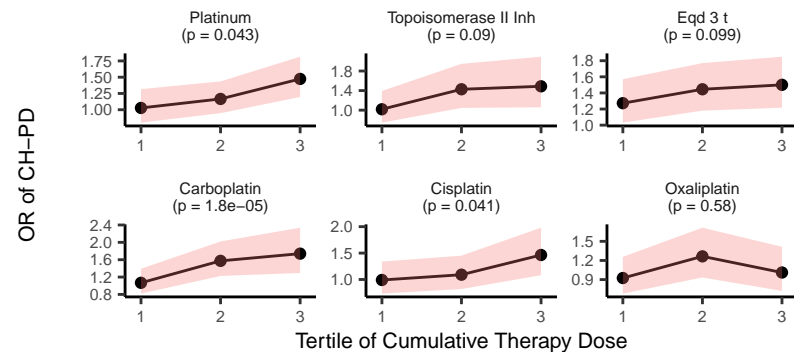 Platinum
(p = 0.043)
Topoisomerase II Inh
(p = 0.09)
Eqd 3 t
(p = 0.099)
1.75
1.50
1.25
1.00
1 2 3
1.8
1.4
1.0
1 2 3
1.8
1.6
1.4
1.2
1.0
1 2 3
OR of CH−PD
Carboplatin
(p = 1.8e−05)
Cisplatin
(p = 0.041)
Oxaliplatin
(p = 0.58)
2.4
2.0
1.6
1.2
0.8
1 2 3
2.0
1.5
1.0
1 2 3
1.5
1.2
0.9
1 2 3
Tertile of Cumulative Therapy Dose